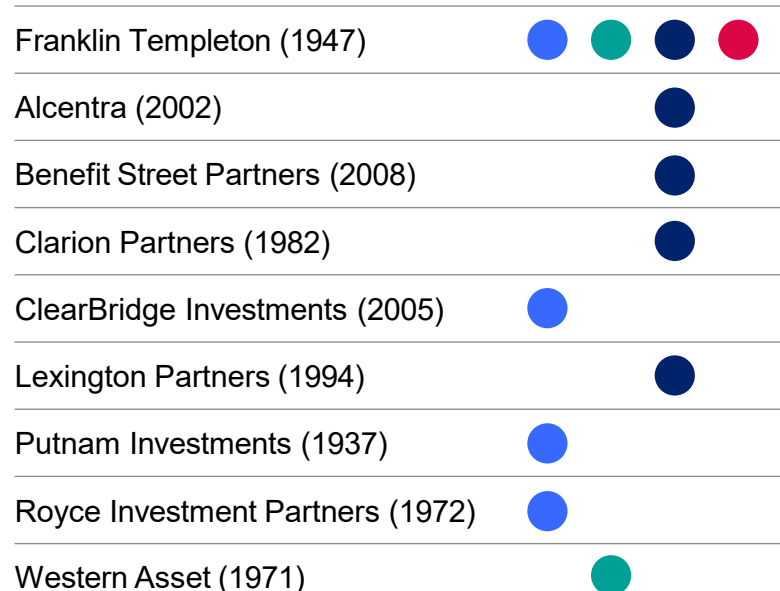 Franklin Templeton (1947)
Alcentra (2002)
Benefit Street Partners (2008)
Clarion Partners (1982)
ClearBridge Investments (2005)
Lexington Partners (1994)
Putnam Investments (1937)
Royce Investment Partners (1972)
Western Asset (1971)